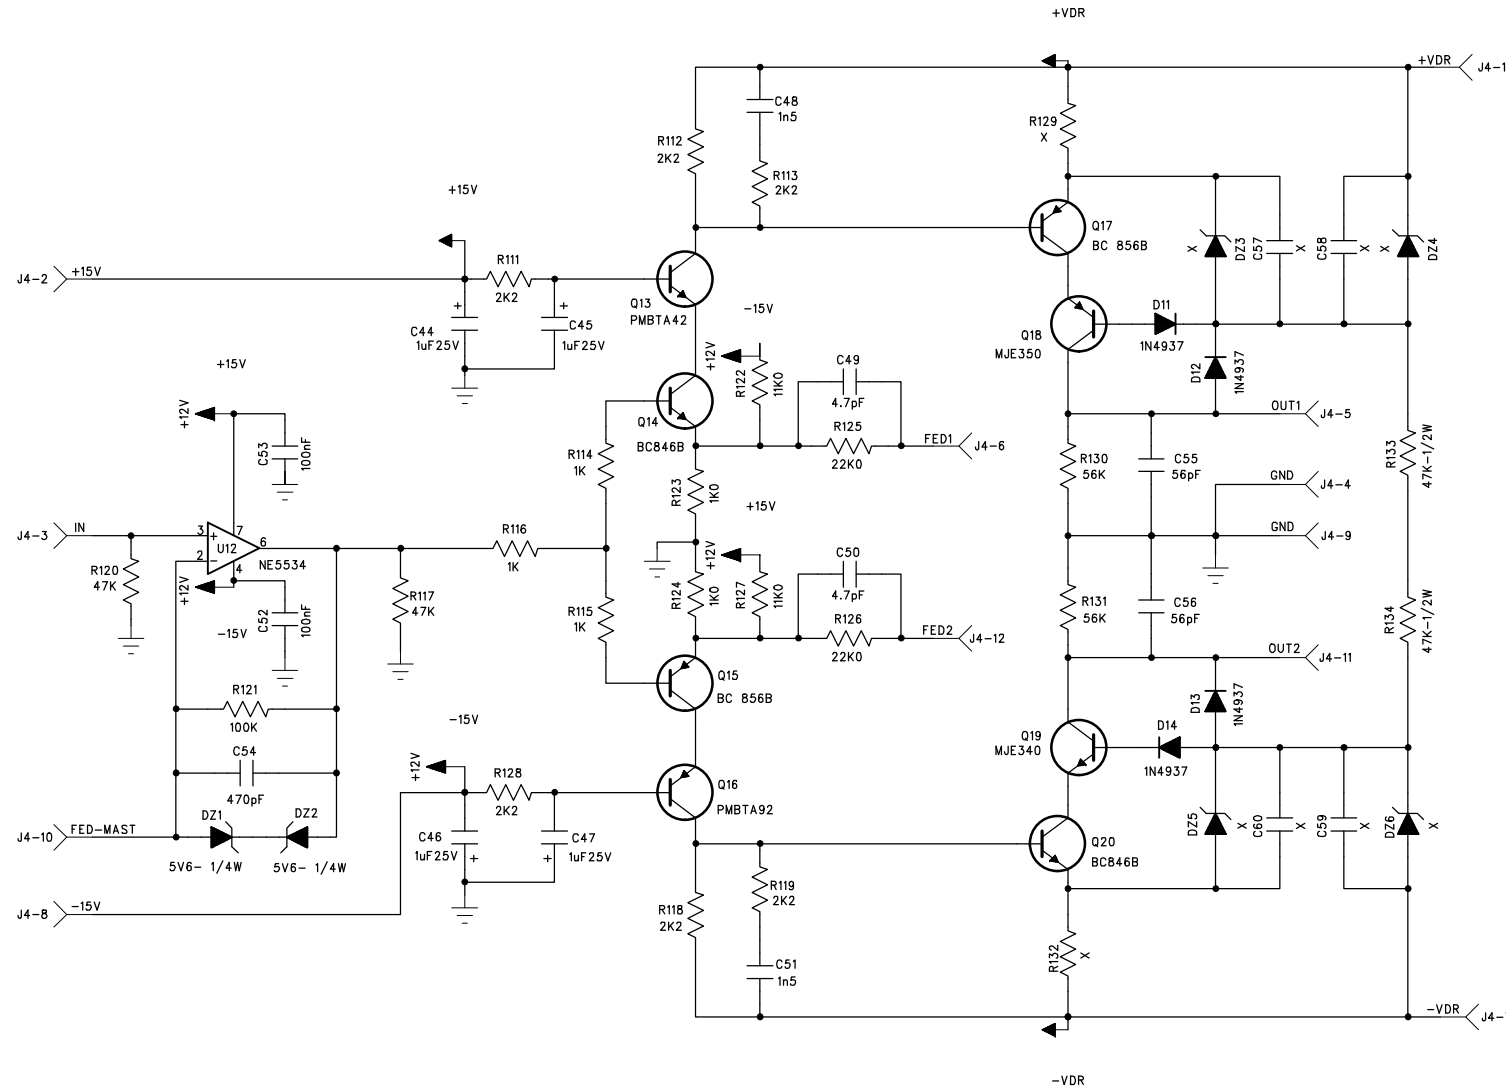 +VDR
+VDR
J4-1
C48
1n5
R129
X
R112
2K2
R113
2K2
+15V
Q17
BC 856B
X
DZ3
C57
X
C58
X
X
DZ4
J4-2
+15V
R111
2K2
Q13
PMBTA42
-15V
D11
1N4937
C44
1uF25V
+
C45
1uF25V
+
Q18
MJE350
+15V
+12V
R122
11K0
C49
4.7pF
D12
1N4937
+12V
Q14
BC846B
R125
22K0
FED1
J4-6
OUT1
J4-5
C53
100nF
R114
1K
R123
1K0
R130
56K
C55
56pF
R133
47K-1/2W
GND
J4-4
+15V
J4-3
IN
3
+
7
U12
6
2
-
4
NE5534
R116
1K
GND
J4-9
+12V
C50
4.7pF
R120
47K
+12V
R117
47K
R115
1K
R124
1K0
R127
11K0
R131
56K
C56
56pF
R134
47K-1/2W
C52
100nF
-15V
R126
22K0
FED2
J4-12
OUT2
J4-11
Q15
BC 856B
R121
100K
D13
1N4937
-15V
Q19
MJE340
D14
1N4937
C54
470pF
+12V
R128
2K2
Q16
PMBTA92
J4-10
FED-MAST
DZ1
DZ2
5V6- 1/4W
5V6- 1/4W
C46
1uF25V
+
C47
1uF25V
+
Q20
BC846B
DZ5
X
C60
X
C59
X
DZ6
X
J4-8
-15V
R119
2K2
R118
2K2
R132
X
C51
1n5
-VDR
J4-
-VDR